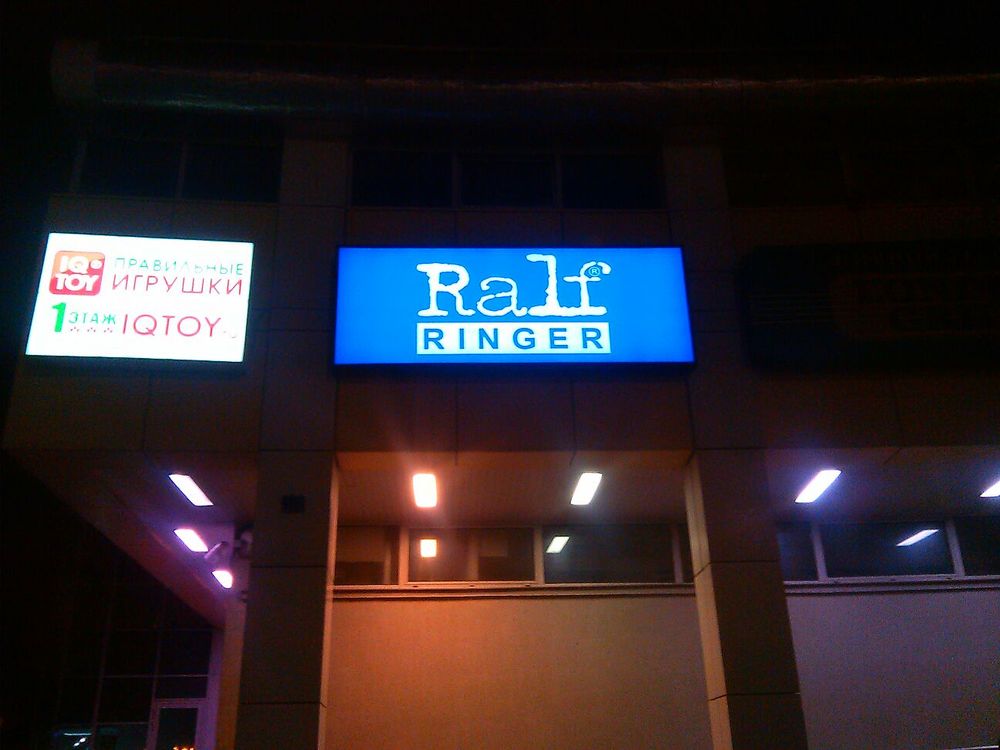 IQ
TOY
ПРАВИЛЬНЫЕ
ИГРУШКИ
1 ЭТАЖ
IQTOY
Ralf®
RINGER